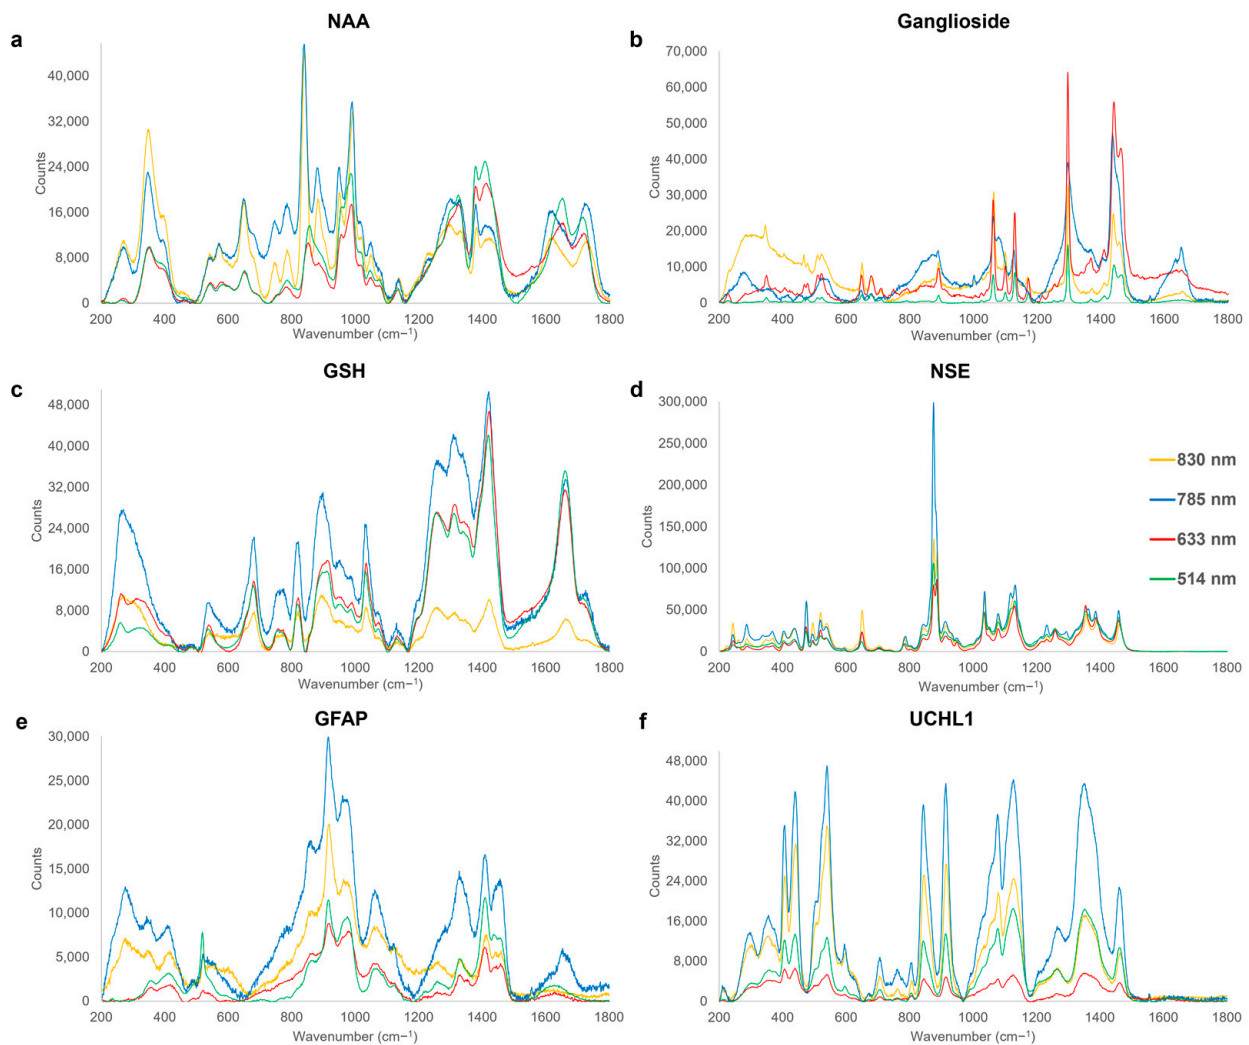 NAA
a
40,000
32,000
24,000
16,000
8,000
0
Counts
200 400 600 800 1000 1200 1400 1600 1800
Wavenumber (cm−1)
Ganglioside
b
70,000
60,000
50,000
40,000
30,000
20,000
10,000
0
Counts
200 400 600 800 1000 1200 1400 1600 1800
Wavenumber (cm−1)
GSH
c
48,000
40,000
32,000
24,000
16,000
8,000
0
Counts
200 400 600 800 1000 1200 1400 1600 1800
Wavenumber (cm−1)
NSE
d
300,000
250,000
200,000
150,000
100,000
50,000
0
Counts
200 400 600 800 1000 1200 1400 1600 1800
Wavenumber (cm−1)
830 nm
785 nm
633 nm
514 nm
GFAP
e
30,000
25,000
20,000
15,000
10,000
5,000
0
Counts
200 400 600 800 1000 1200 1400 1600 1800
Wavenumber (cm−1)
UCHL1
f
48,000
40,000
32,000
24,000
16,000
8,000
0
Counts
200 400 600 800 1000 1200 1400 1600 1800
Wavenumber (cm−1)